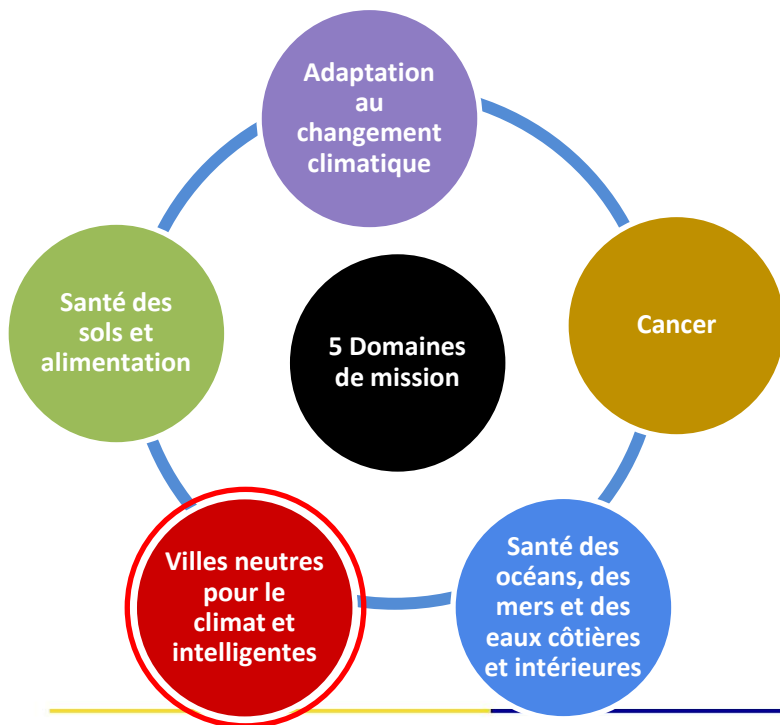 Adaptation
au
changement
climatique
Santé des
sols et
alimentation
5 Domaines
de mission
Cancer
Villes neutres
pour le
climat et
intelligentes
Santé des
océans, des
mers et des
eaux côtières
et intérieures